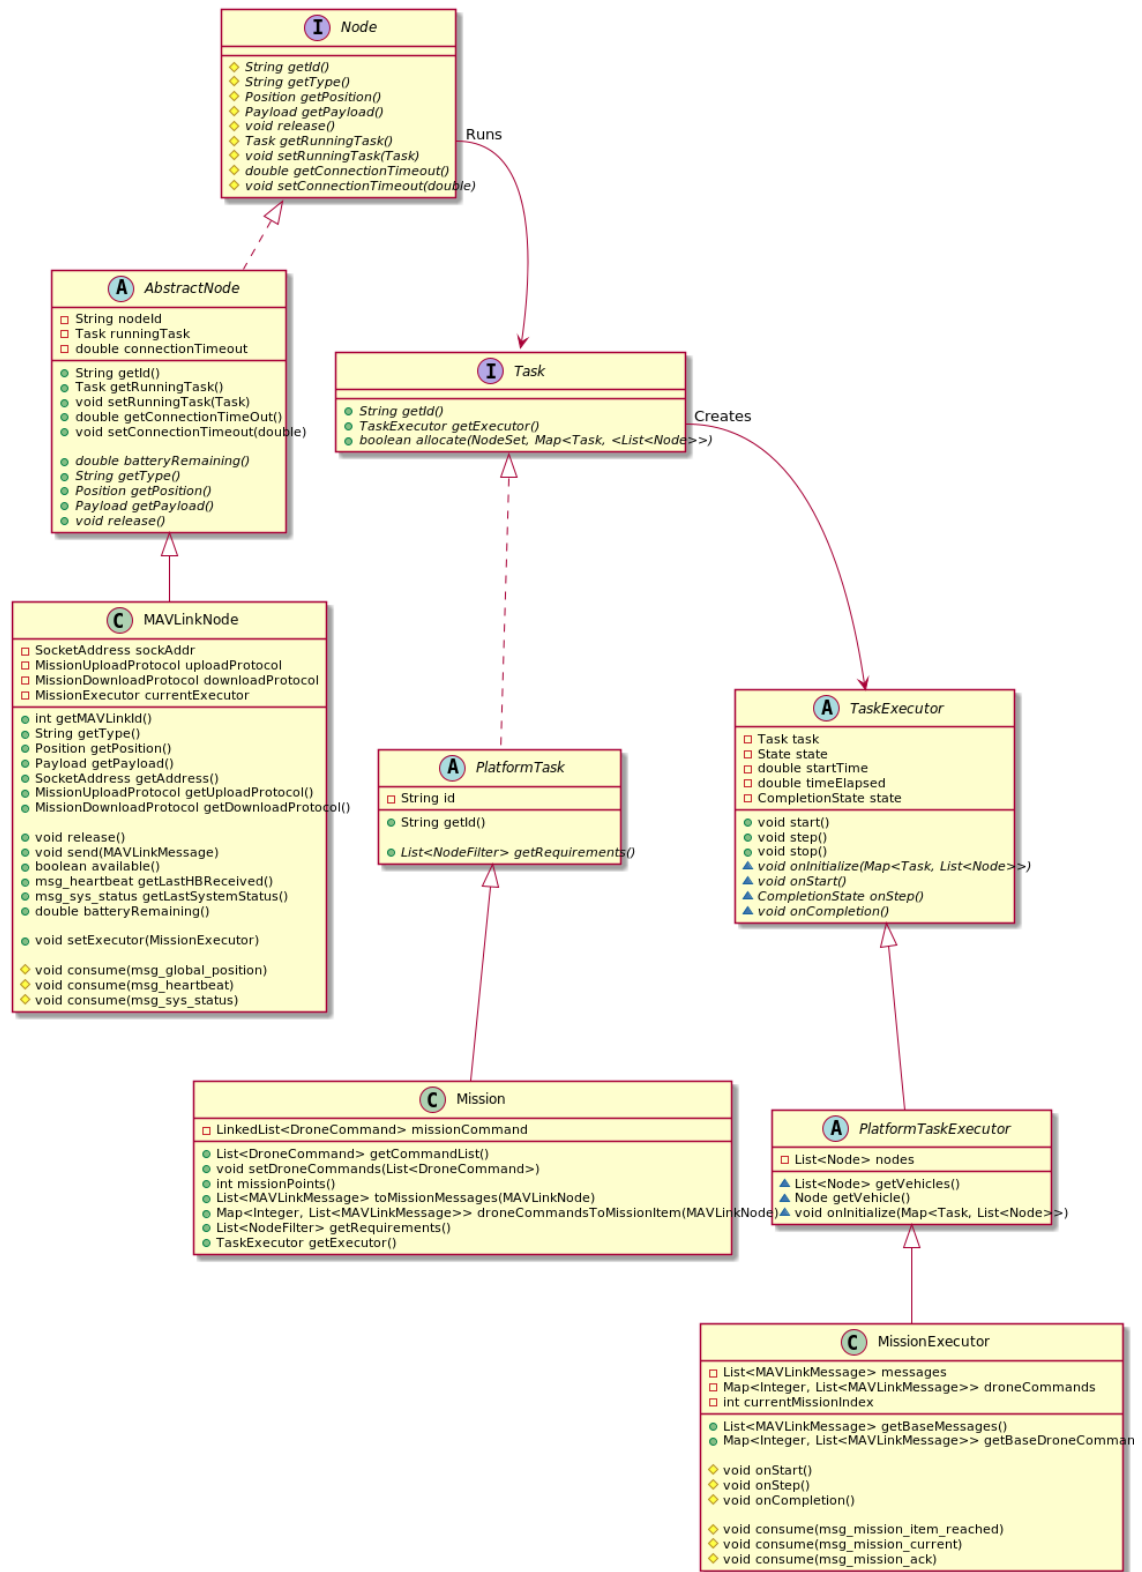 I Node
String getId()
String getType()
Position getPosition()
Payload getPayload()
void release()
Task getRunningTask()
void setRunningTask(Task)
double getConnectionTimeout()
void setConnectionTimeout(double)
Runs
A AbstractNode
String nodeId
Task runningTask
double connectionTimeout
String getId()
Task getRunningTask()
void setRunningTask(Task)
double getConnectionTimeOut()
void setConnectionTimeout(double)
double batteryRemaining()
String getType()
Position getPosition()
Payload getPayload()
void release()
I Task
String getId()
TaskExecutor getExecutor()
boolean allocate(NodeSet, Map<Task, <List<Node>>)
Creates
C MAVLinkNode
SocketAddress sockAddr
MissionUploadProtocol uploadProtocol
MissionDownloadProtocol downloadProtocol
MissionExecutor currentExecutor
int getMAVLinkId()
String getType()
Position getPosition()
Payload getPayload()
SocketAddress getAddress()
MissionUploadProtocol getUploadProtocol()
MissionDownloadProtocol getDownloadProtocol()
void release()
void send(MAVLinkMessage)
boolean available()
msg_heartbeat getLastHBReceived()
msg_sys_status getLastSystemStatus()
double batteryRemaining()
void setExecutor(MissionExecutor)
void consume(msg_global_position)
void consume(msg_heartbeat)
void consume(msg_sys_status)
A PlatformTask
String id
String getId()
List<NodeFilter> getRequirements()
A TaskExecutor
Task task
State state
double startTime
double timeElapsed
CompletionState state
void start()
void step()
void stop()
void onInitialize(Map<Task, List<Node>>)
void onStart()
CompletionState onStep()
void onCompletion()
C Mission
LinkedList<DroneCommand> missionCommand
List<DroneCommand> getCommandList()
void setDroneCommands(List<DroneCommand>)
int missionPoints()
List<MAVLinkMessage> toMissionMessages(MAVLinkNode)
Map<Integer, List<MAVLinkMessage>> droneCommandsToMissionItem(MAVLinkNode)
List<NodeFilter> getRequirements()
TaskExecutor getExecutor()
A PlatformTaskExecutor
List<Node> nodes
List<Node> getVehicles()
Node getVehicle()
void onInitialize(Map<Task, List<Node>>)
C MissionExecutor
List<MAVLinkMessage> messages
Map<Integer, List<MAVLinkMessage>> droneCommands
int currentMissionIndex
List<MAVLinkMessage> getBaseMessages()
Map<Integer, List<MAVLinkMessage>> getBaseDroneComman
void onStart()
void onStep()
void onCompletion()
void consume(msg_mission_item_reached)
void consume(msg_mission_current)
void consume(msg_mission_ack)